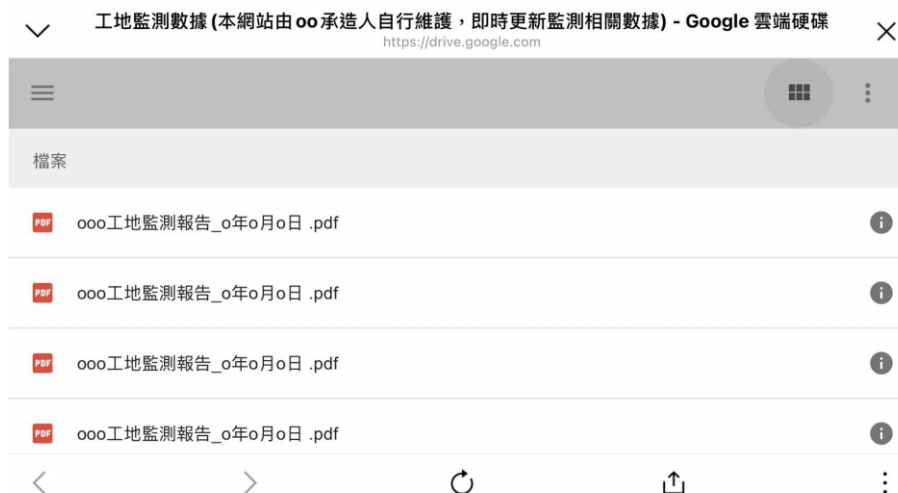 工地監測數據 (本網站由oo承造人自行維護，即時更新監測相關數據) - Google 雲端硬碟
https://drive.google.com
檔案
PDF ooo工地監測報告_o年o月o日 .pdf
PDF ooo工地監測報告_o年o月o日 .pdf
PDF ooo工地監測報告_o年o月o日 .pdf
PDF ooo工地監測報告_o年o月o日 .pdf